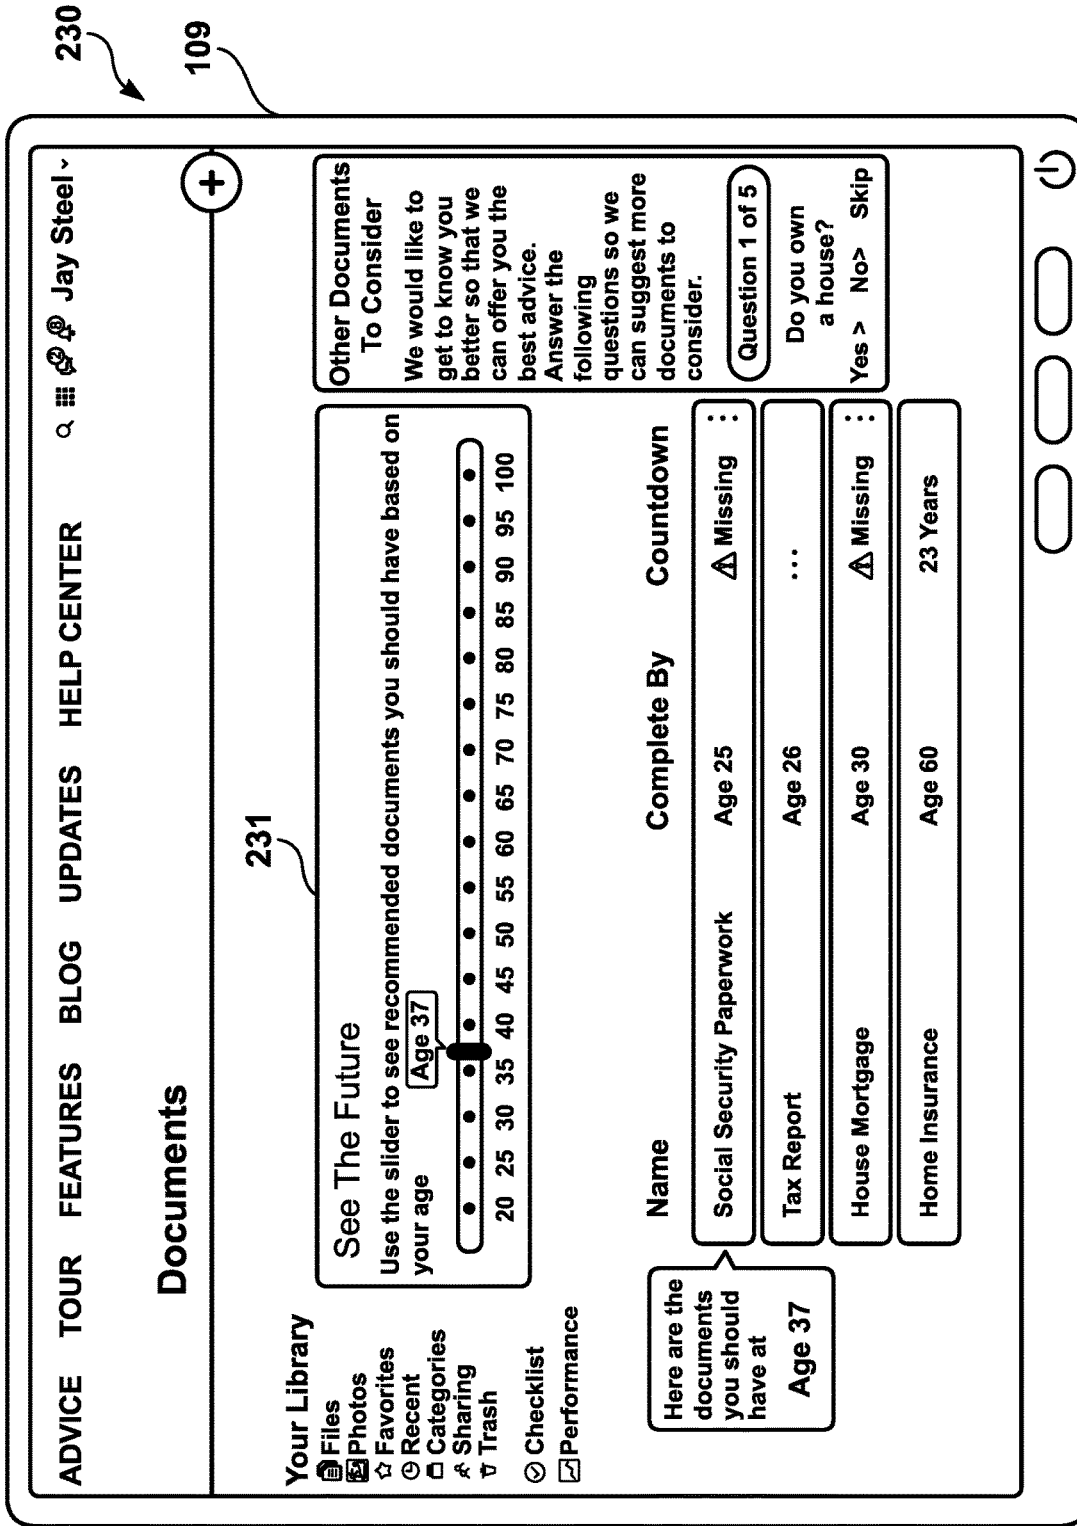 230
109
ADVICE TOUR FEATURES BLOG UPDATES HELP CENTER 2 8 Jay Steel
Documents
+
231
Your Library
Files
Photos
Favorites
Recent
Categories
Sharing
Trash
Checklist
Performance
See The Future
Use the slider to see recommended documents you should have based on
your age
Age 37
20 25 30 35 40 45 50 55 60 65 70 75 80 85 90 95 100
Other Documents
To Consider
We would like to
get to know you
better so that we
can offer you the
best advice.
Answer the
following
questions so we
can suggest more
documents to
consider.
Question 1 of 5
Do you own
a house?
Yes > No> Skip
Here are the
documents
you should
have at
Age 37
Name Complete By Countdown
Social Security Paperwork Age 25 Missing
Tax Report Age 26 ...
House Mortgage Age 30 Missing
Home Insurance Age 60 23 Years